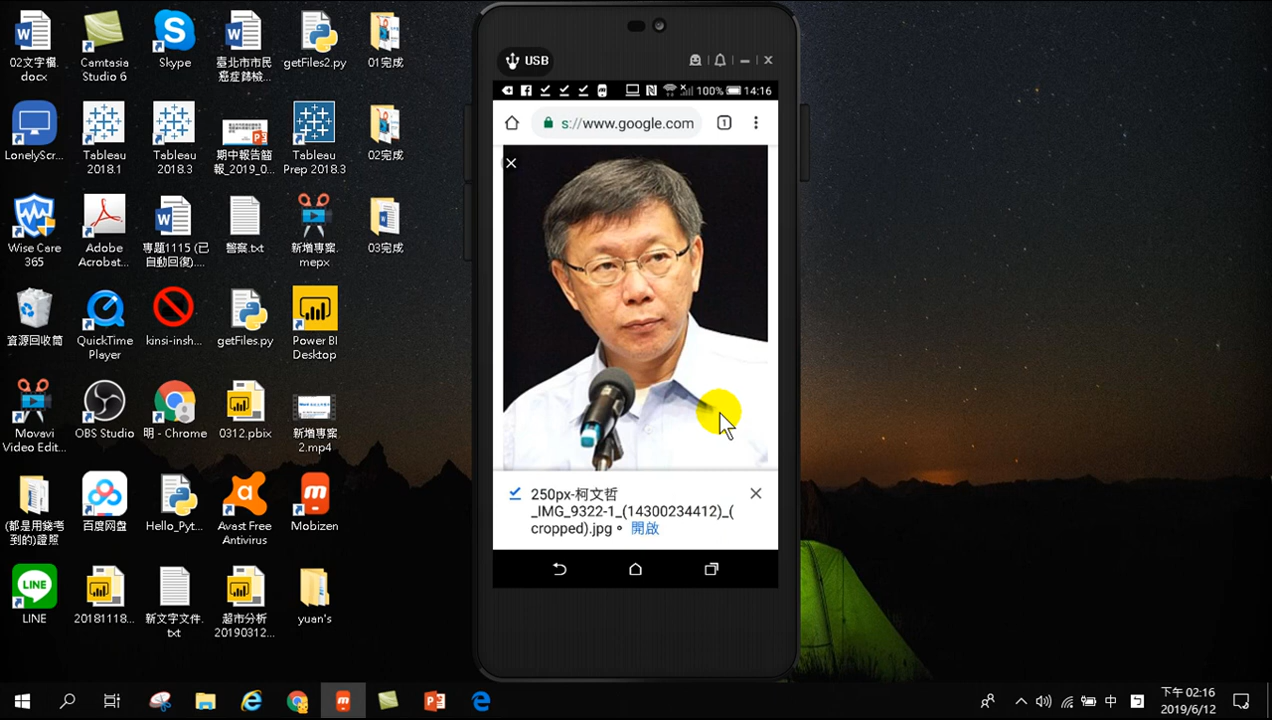 02文字檔.
docx
Camtasia
Studio 6
Skype
臺北市市民
癌症篩檢...
getFiles2.py
01完成
LonelyScr...
Tableau
2018.1
Tableau
2018.3
期中報告簡
報_2019_0...
Tableau
Prep 2018.3
02完成
Wise Care
365
Adobe
Acrobat...
專題1115 (已
自動回復)....
警察.txt
新增專案.
mepx
03完成
資源回收筒
QuickTime
Player
kinsi-insh...
getFiles.py
Power BI
Desktop
Movavi
Video Edit...
OBS Studio
明 - Chrome
0312.pbix
新增專案
2.mp4
(都是用幾考
到的)證照
百度网盘
Hello_Pyt...
Avast Free
Antivirus
Mobizen
LINE
LINE
20181118...
新文字文件.
txt
超市分析
20190312...
yuan's
USB
100%
14:16
s://www.google.com
1
250px-柯文哲
_IMG_9322-1_(14300234412)_(
cropped).jpg。 開啟
中
下午 02:16
2019/6/12